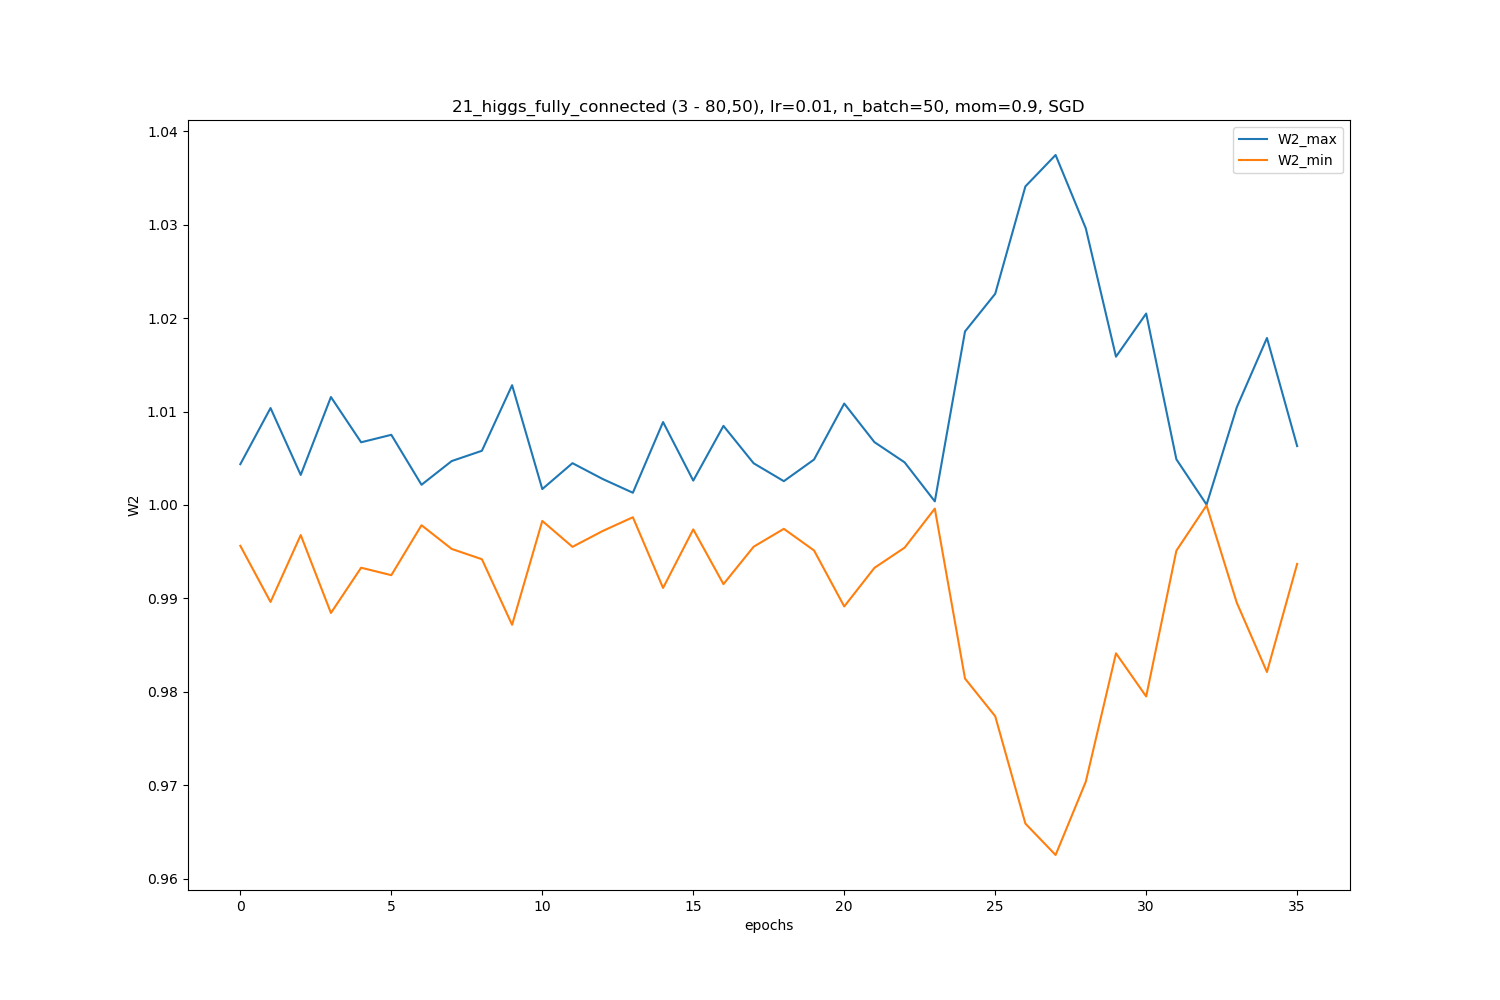 21_higgs_fully_connected (3 - 80,50), lr=0.01, n_batch=50, mom=0.9, SGD
W2_max
W2_min
1.04
1.03
1.02
1.01
1.00
0.99
0.98
0.97
0.96
W2
0 5 10 15 20 25 30 35
epochs